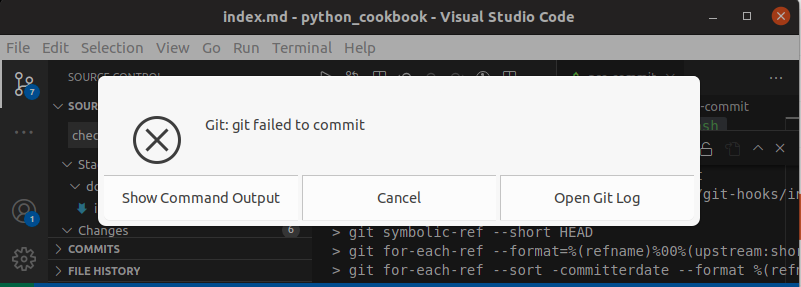 index.md - python_cookbook - Visual Studio Code
File Edit Selection View Go Run Terminal Help
7
SOURCE CONTROL
SOUR
-commit
chec
sh
Git: git failed to commit
Sta
do
/git-hooks/in
i
Show Command Output
Cancel
Open Git Log
1
Changes
6
> git symbolic-ref --short HEAD
COMMITS
> git for-each-ref --format=%(refname)%00%(upstream:shor
FILE HISTORY
> git for-each-ref --sort -committerdate --format %(refn